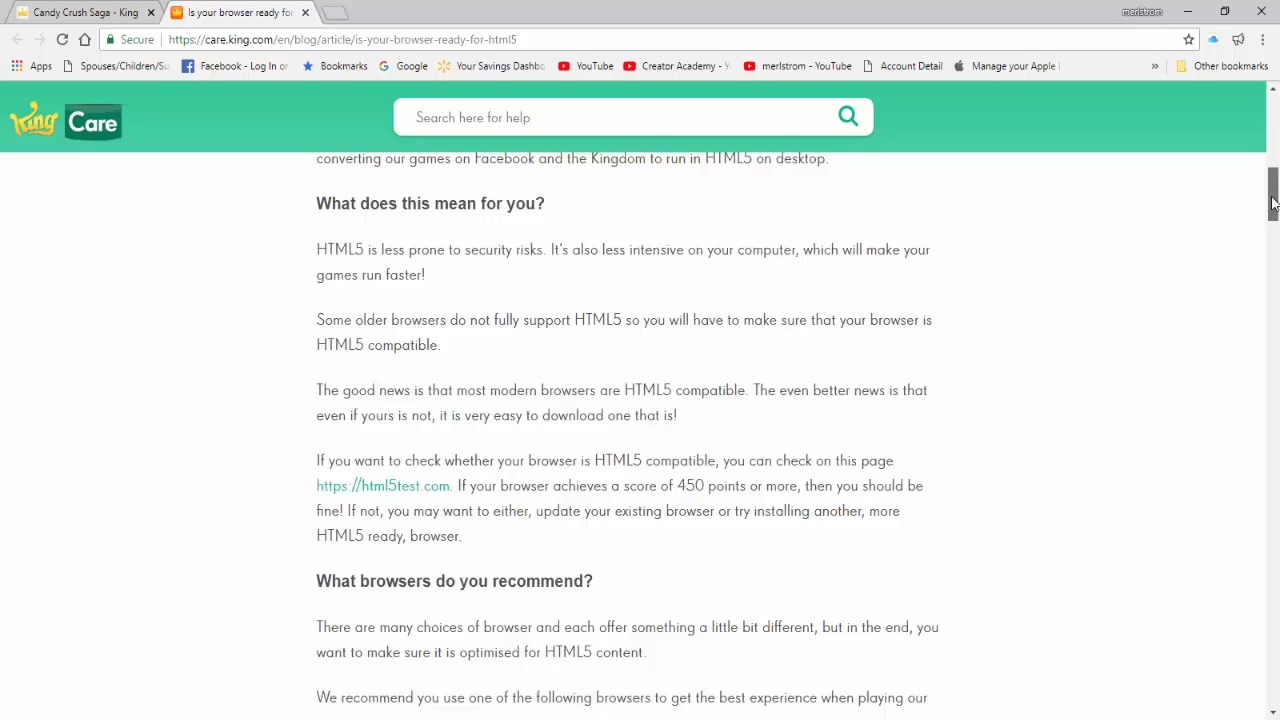 Candy Crush Saga - King
Is your browser ready for
merlstrom
Secure
https://care.king.com/en/blog/article/is-your-browser-ready-for-html5
Apps
Spouses/Children/Su
Facebook - Log In or
Bookmarks
Google
Your Savings Dashbo
YouTube
Creator Academy - Y
merlstrom - YouTube
Account Detail
Manage your Apple I
»
Other bookmarks
King Care
Search here for help
converting our games on Facebook and the Kingdom to run in HTML5 on desktop.
What does this mean for you?
HTML5 is less prone to security risks. It's also less intensive on your computer, which will make your
games run faster!
Some older browsers do not fully support HTML5 so you will have to make sure that your browser is
HTML5 compatible.
The good news is that most modern browsers are HTML5 compatible. The even better news is that
even if yours is not, it is very easy to download one that is!
If you want to check whether your browser is HTML5 compatible, you can check on this page
https://html5test.com. If your browser achieves a score of 450 points or more, then you should be
fine! If not, you may want to either, update your existing browser or try installing another, more
HTML5 ready, browser.
What browsers do you recommend?
There are many choices of browser and each offer something a little bit different, but in the end, you
want to make sure it is optimised for HTML5 content.
We recommend you use one of the following browsers to get the best experience when playing our